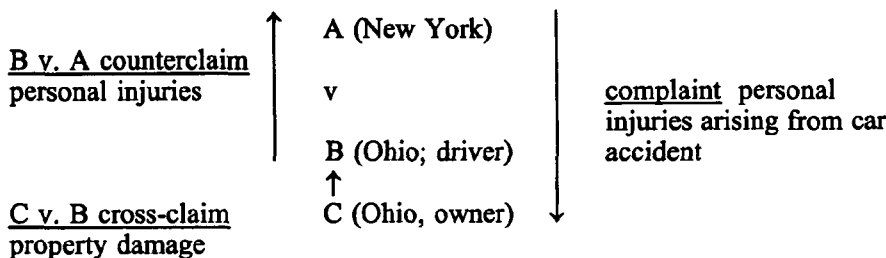 A (New York)
B v. A counterclaim
personal injuries
v
complaint personal
injuries arising from car
accident
B (Ohio; driver)
C v. B cross-claim
property damage
C (Ohio, owner)